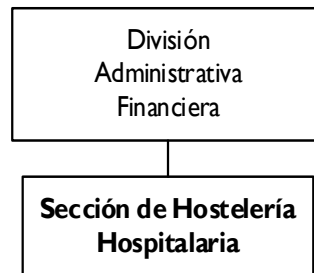 División
Administrativa
Financiera
Sección de Hostelería
Hospitalaria